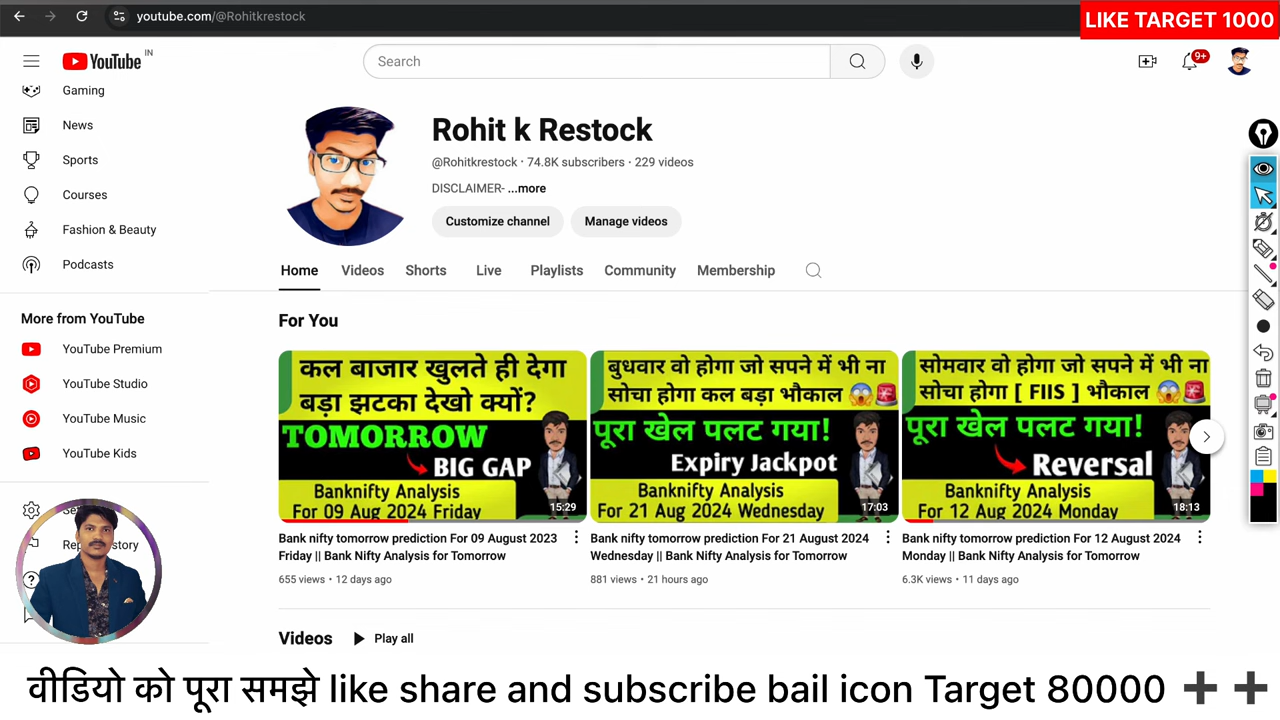 youtube.com/@Rohitkrestock
LIKE TARGET 1000
YouTube IN
Search
9+
Gaming
News
Sports
Courses
Fashion & Beauty
Podcasts
More from YouTube
YouTube Premium
YouTube Studio
YouTube Music
YouTube Kids
Rohit k Restock
@Rohitkrestock · 74.8K subscribers · 229 videos
DISCLAIMER- ...more
Customize channel
Manage videos
Home Videos Shorts Live Playlists Community Membership
For You
कल बाजार खुलते ही देगा
बड़ा झटका देखो क्यों?
TOMORROW
BIG GAP
Banknifty Analysis
For 09 Aug 2024 Friday
15:29
Bank nifty tomorrow prediction For 09 August 2023
Friday || Bank Nifty Analysis for Tomorrow
655 views · 12 days ago
बुधवार वो होगा जो सपने में भी ना
सोचा होगा कल बड़ा भौकाल
पूरा खेल पलट गया!
Expiry Jackpot
Banknifty Analysis
For 21 Aug 2024 Wednesday
17:03
Bank nifty tomorrow prediction For 21 August 2024
Wednesday || Bank Nifty Analysis for Tomorrow
881 views · 21 hours ago
सोमवार वो होगा जो सपने में भी ना
सोचा होगा [ FIIS ] भौकाल
पूरा खेल पलट गया!
Reversal
Banknifty Analysis
For 12 Aug 2024 Monday
18:13
Bank nifty tomorrow prediction For 12 August 2024
Monday || Bank Nifty Analysis for Tomorrow
6.3K views · 11 days ago
Videos
Play all
वीडियो को पूरा समझे like share and subscribe bail icon Target 80000 ➕ ➕